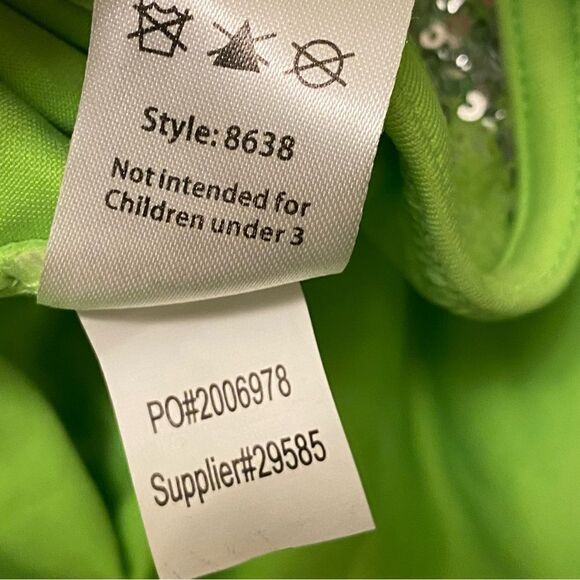 Style: 8638
Not intended for
Children under 3
PO#2006978
Supplier#29585